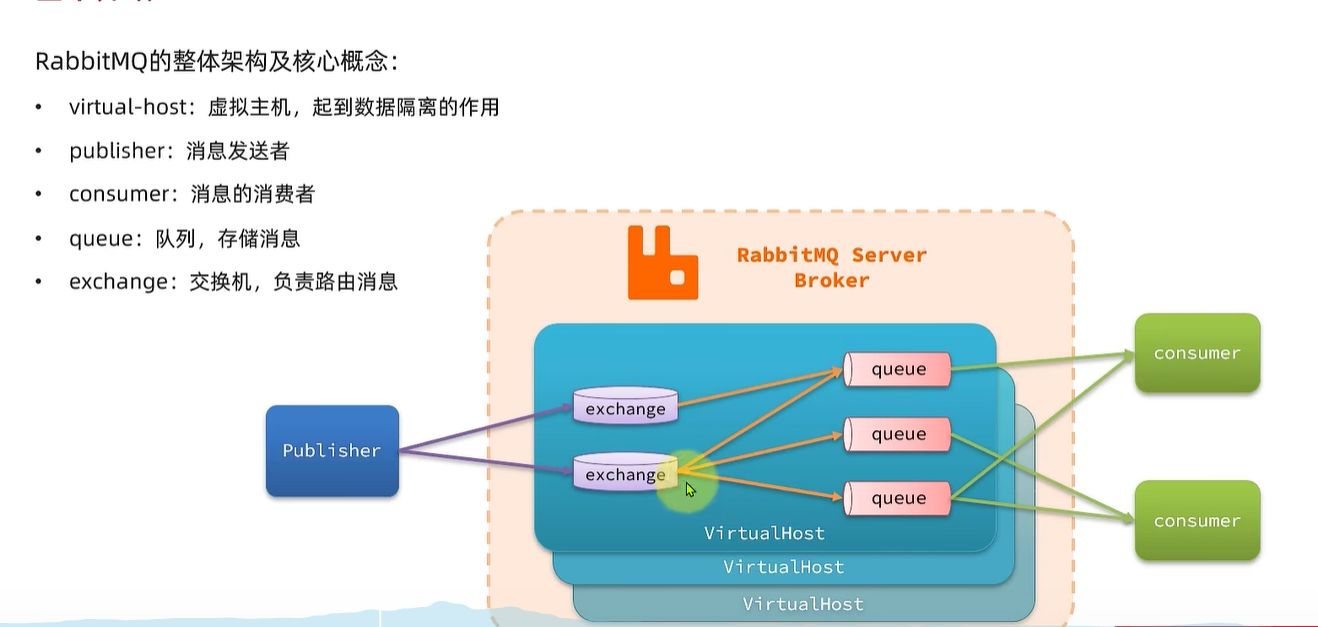 RabbitMQ的整体架构及核心概念：
• virtual-host：虚拟主机，起到数据隔离的作用
• publisher：消息发送者
• consumer：消息的消费者
• queue：队列，存储消息
• exchange：交换机，负责路由消息
RabbitMQ Server
Broker
Publisher
exchange
exchange
queue
queue
queue
VirtualHost
VirtualHost
VirtualHost
consumer
consumer